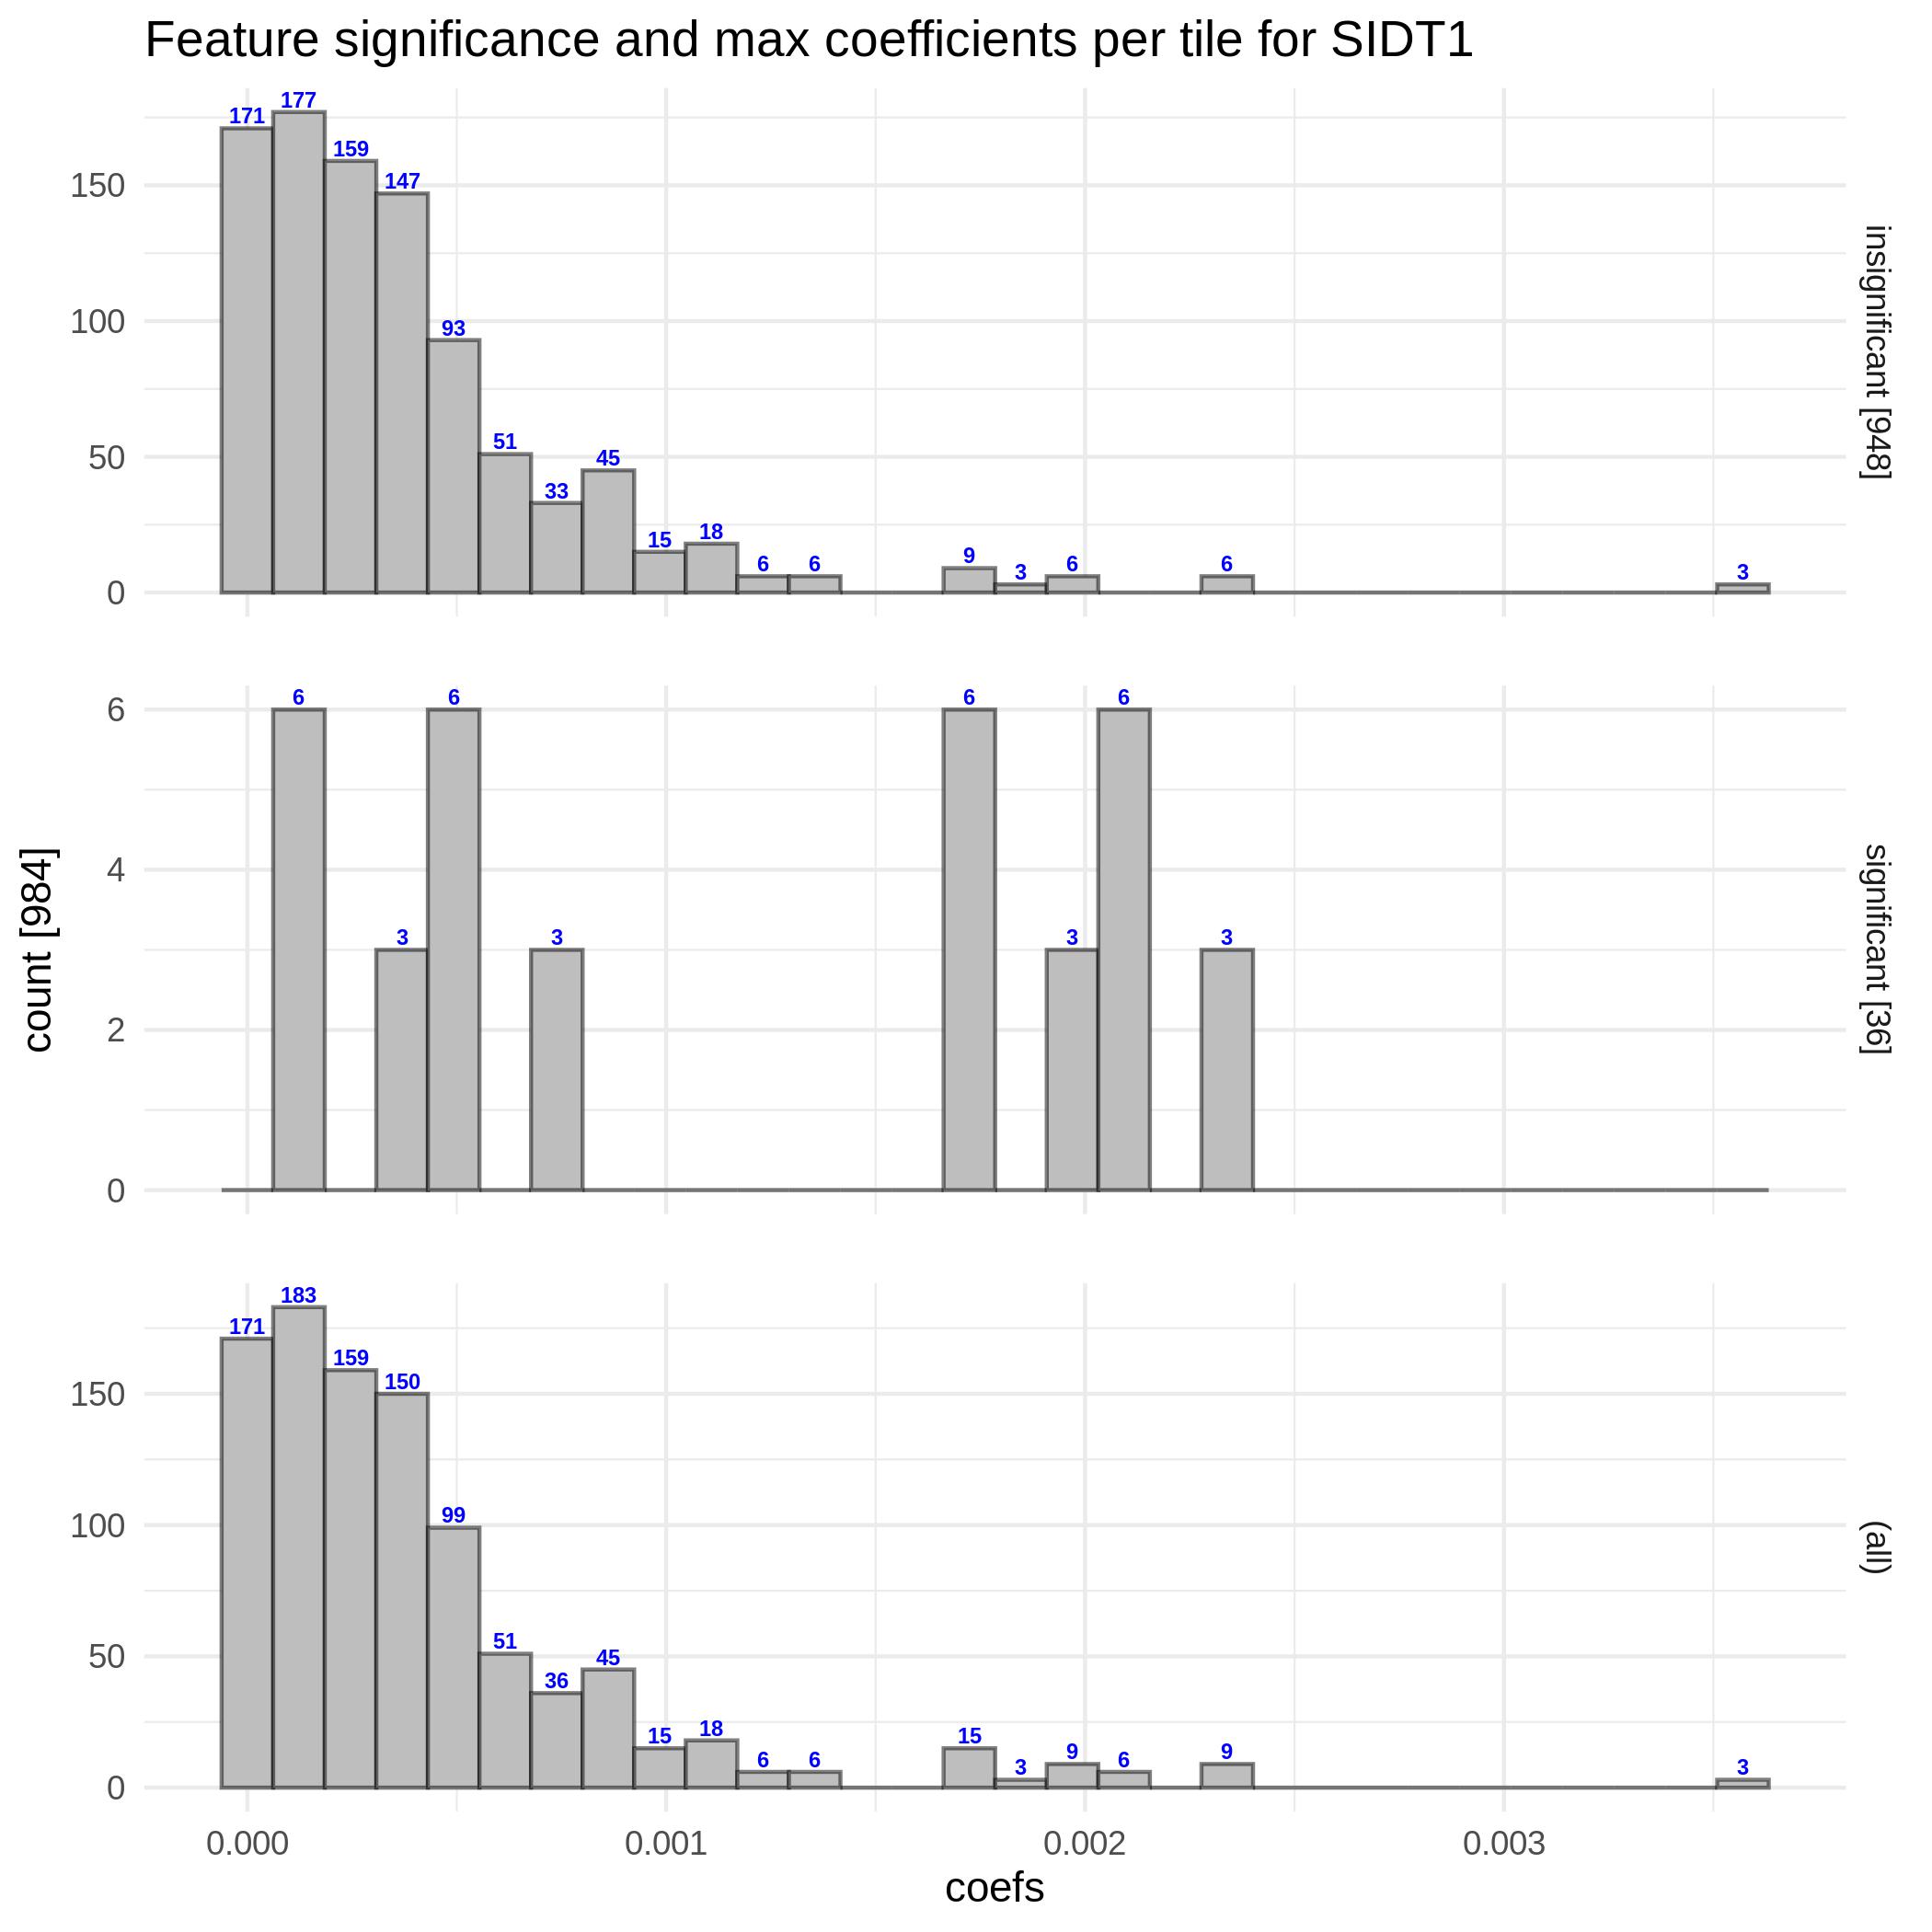 Feature significance and max coefficients per tile for SIDT1
171 177 159 147 93 51 33 45 15 18 6 6 9 3 6 6 3
150
100
50
0
insignificant [948]
6 3 6 3 6 3 6 3
6
4
2
0
significant [36]
count [984]
171 183 159 150 99 51 36 45 15 18 6 6 15 3 9 6 9 3
150
100
50
0
(all)
0.000 0.001 0.002 0.003
coefs